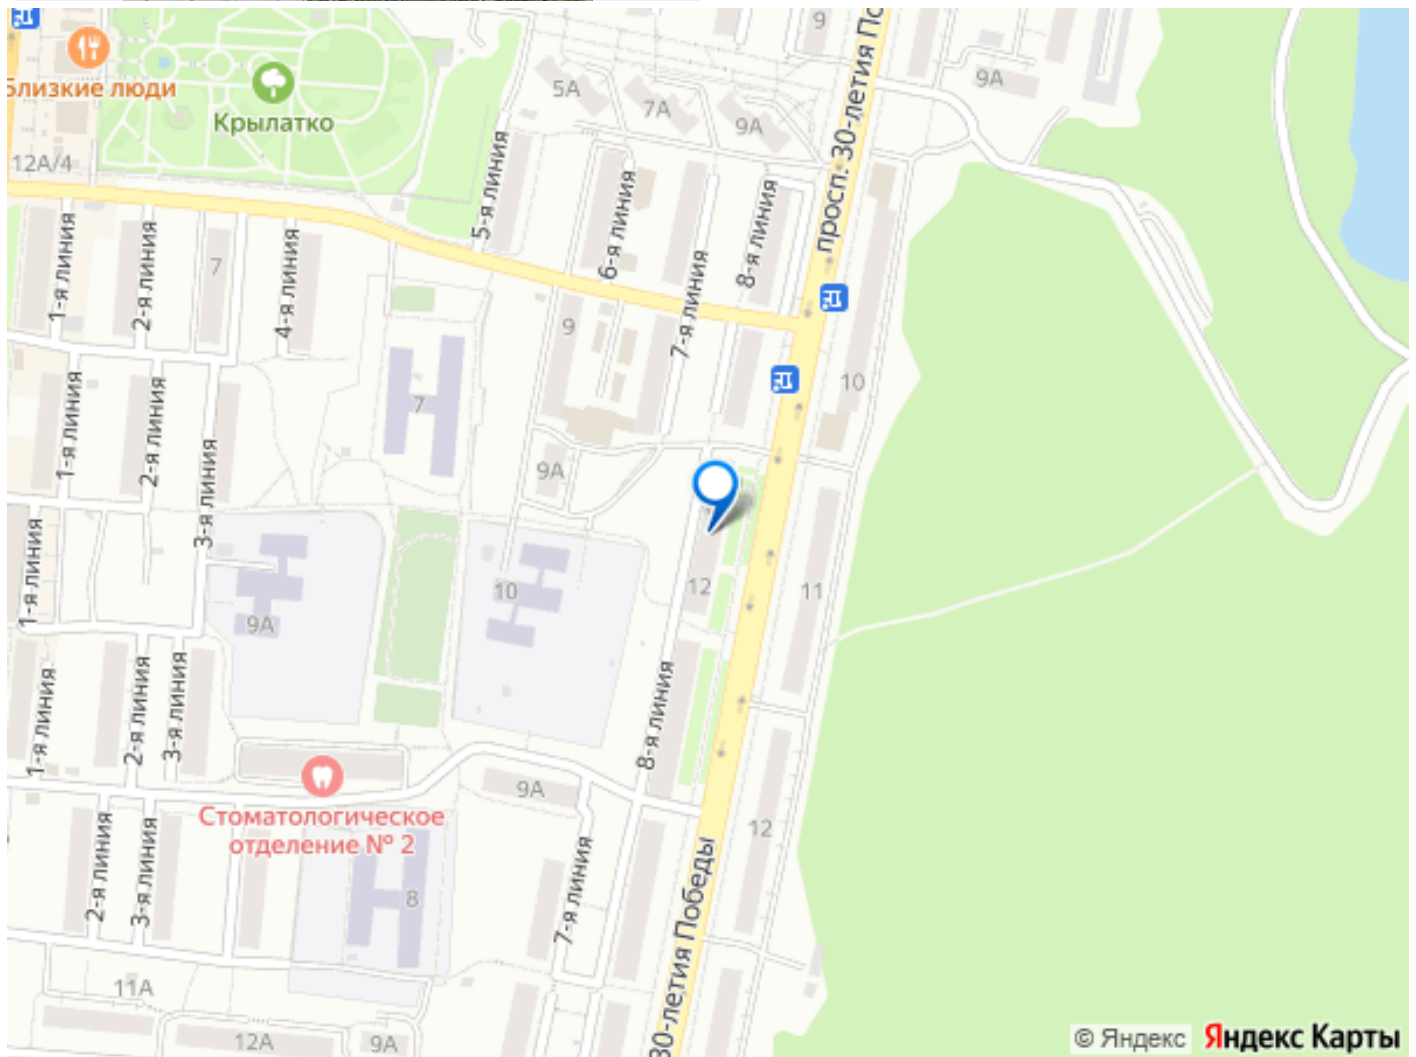 9
просп. 30-летия По
9А
Близкие люди
Крылатко
5А
7А
9А
12А/4
5-я линия
6-я линия
7-я линия
8-я линия
1-я линия
2-я линия
7
4-я линия
9
10
7
1-я линия
2-я линия
3-я линия
9А
1-я линия
9А
10
12
11
1-я линия
2-я линия
3-я линия
8-я линия
9А
Стоматологическое
отделение № 2
2-я линия
3-я линия
8
7-я линия
12
30-летия Победы
11А
12А
9А
© Яндекс
Яндекс Карты